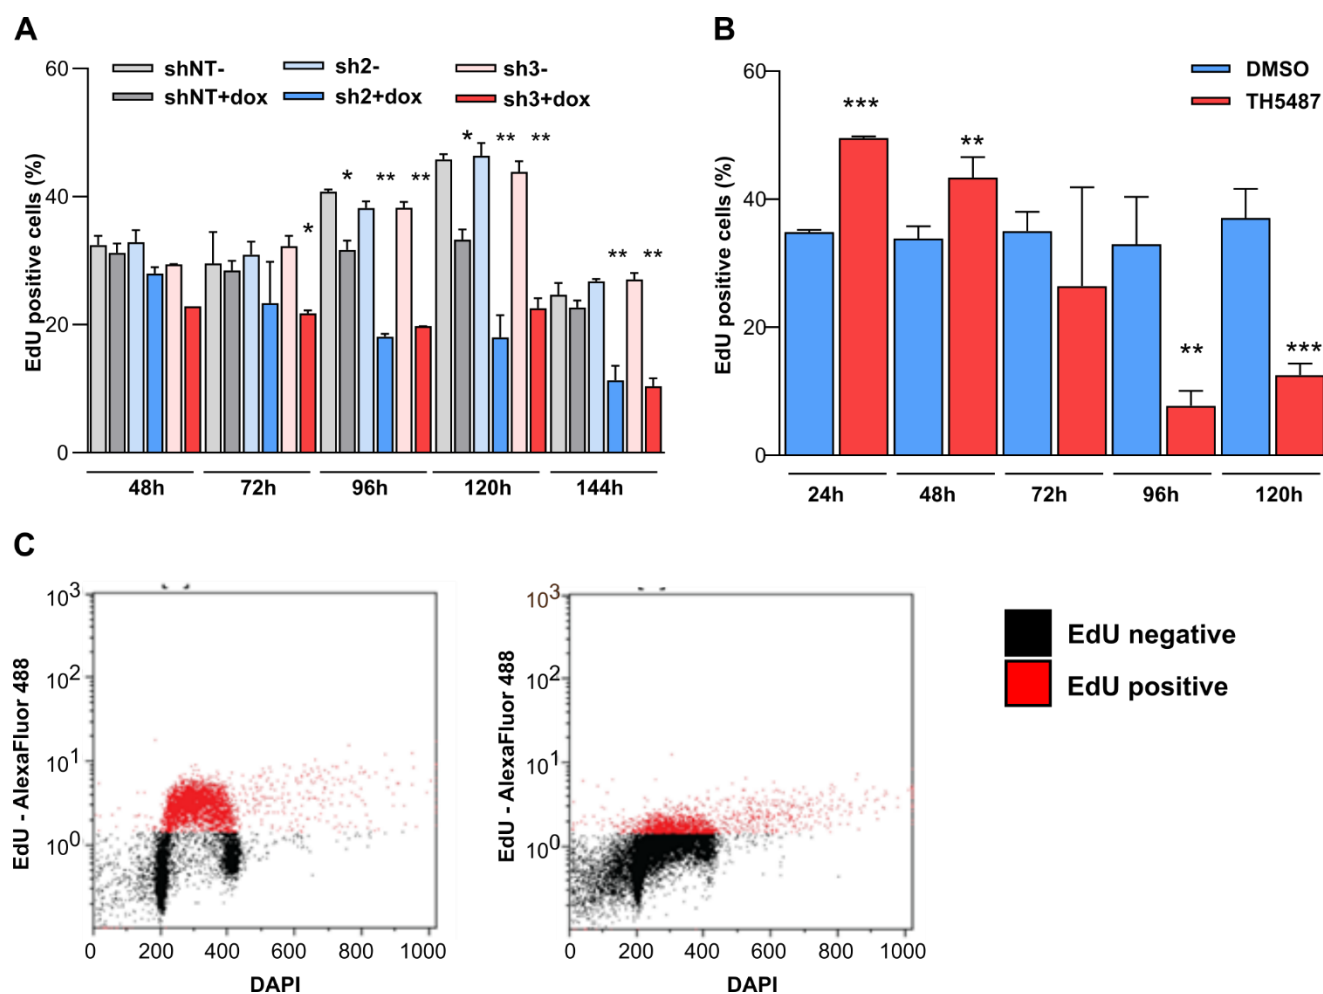 A
shNT- sh2- sh3-
shNT+dox sh2+dox sh3+dox
EdU positive cells (%)
60
40
20
0
* * ** ** * ** ** ** **
48h 72h 96h 120h 144h
B
DMSO
TH5487
EdU positive cells (%)
60
40
20
0
*** ** ** ***
24h 48h 72h 96h 120h
C
EdU - AlexaFluor 488
10³
10²
10¹
10⁰
0 200 400 600 800 1000
DAPI
EdU - AlexaFluor 488
10³
10²
10¹
10⁰
0 200 400 600 800 1000
DAPI
EdU negative
EdU positive